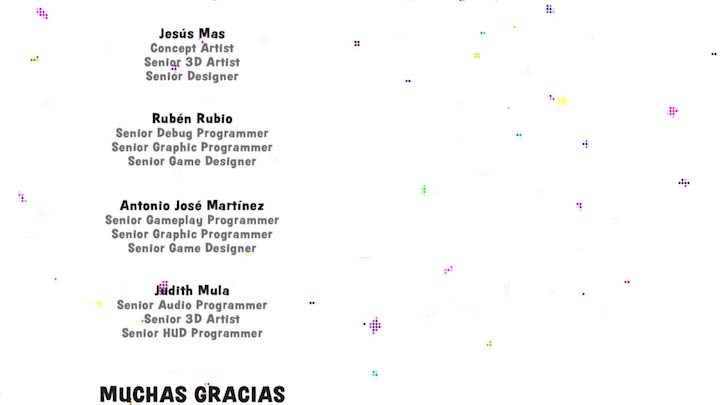 Jesús Mas
Concept Artist
Senior 3D Artist
Senior Designer
Rubén Rubio
Senior Debug Programmer
Senior Graphic Programmer
Senior Game Designer
Antonio José Martínez
Senior Gameplay Programmer
Senior Graphic Programmer
Senior Game Designer
Judith Mula
Senior Audio Programmer
Senior 3D Artist
Senior HUD Programmer
MUCHAS GRACIAS